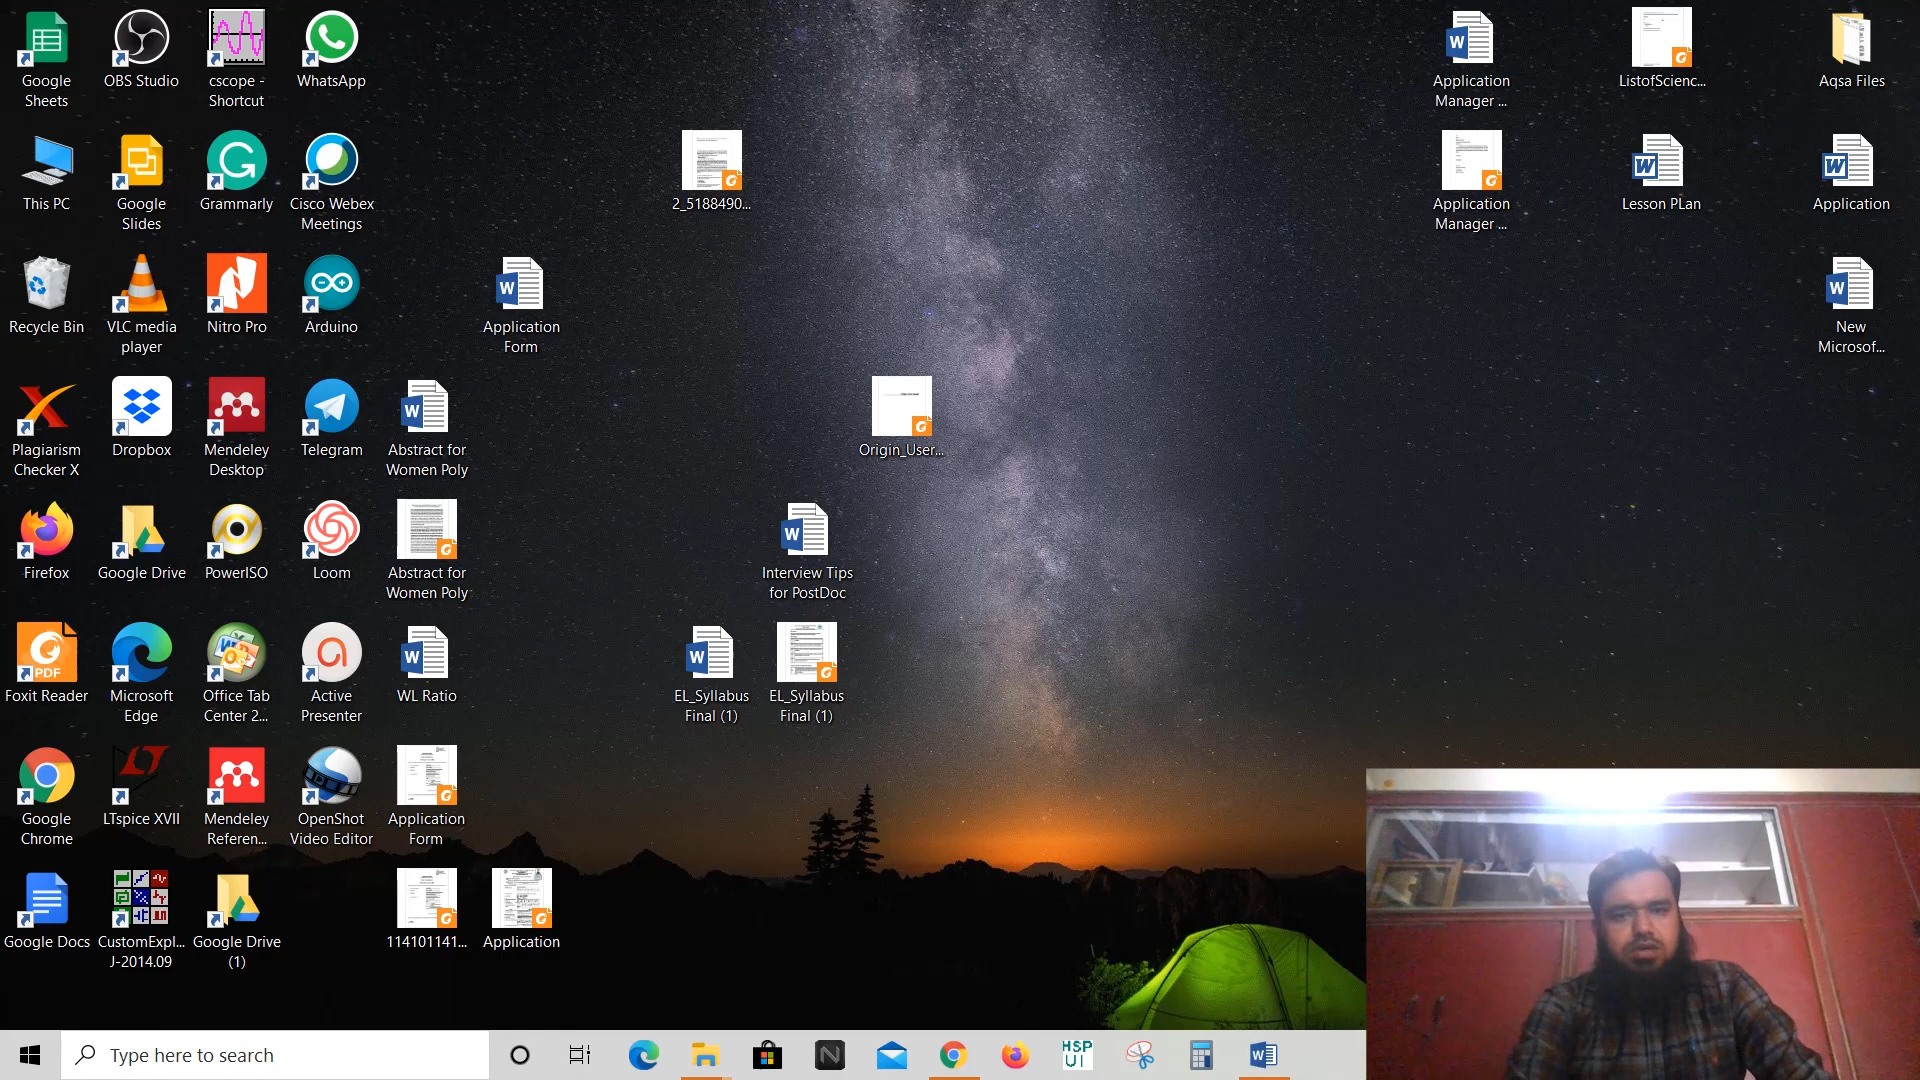 Google
Sheets
OBS Studio
cscope -
Shortcut
WhatsApp
Application
Manager ...
ListofScienc...
Aqsa Files
This PC
Google
Slides
Grammarly
Cisco Webex
Meetings
2_5188490...
Application
Manager ...
Lesson PLan
Application
Recycle Bin
VLC media
player
Nitro Pro
Arduino
Application
Form
New
Microsof...
Plagiarism
Checker X
Dropbox
Mendeley
Desktop
Telegram
Abstract for
Women Poly
Origin_User...
Firefox
Google Drive
PowerISO
Loom
Abstract for
Women Poly
Interview Tips
for PostDoc
PDF
Foxit Reader
Microsoft
Edge
Office Tab
Center 2...
Active
Presenter
WL Ratio
EL_Syllabus
Final (1)
EL_Syllabus
Final (1)
Google
Chrome
LTspice XVII
Mendeley
Referen...
OpenShot
Video Editor
Application
Form
Google Docs
CustomExpl...
J-2014.09
Google Drive
(1)
114101141...
Application
Type here to search
HSP
UI